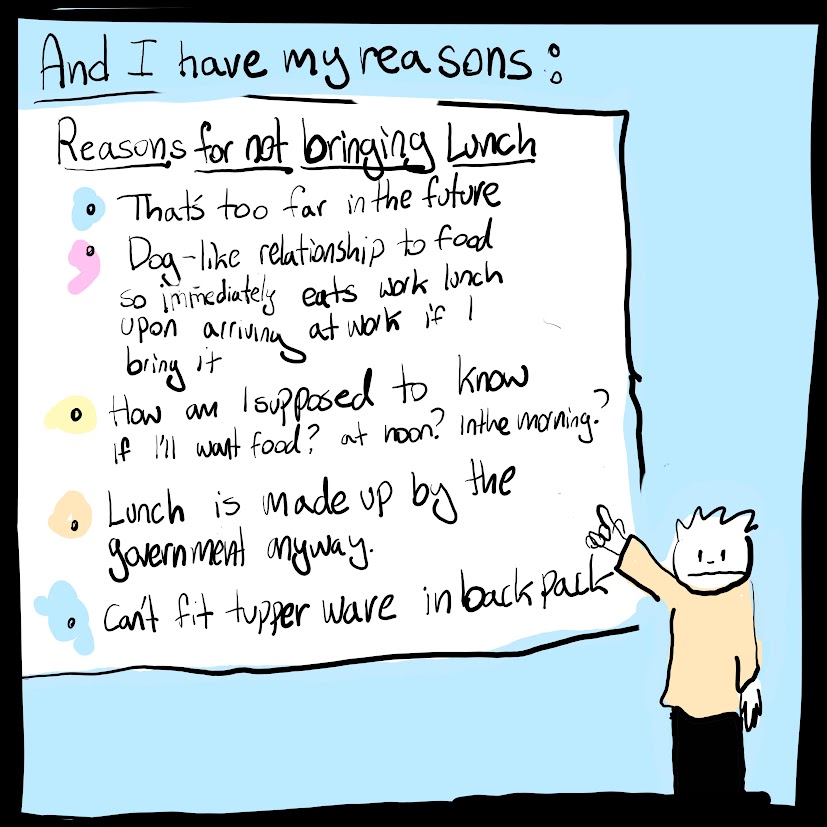 And I have my reasons:
Reasons for not bringing Lunch
That's too far in the future
Dog-like relationship to food
so immediately eats work lunch
upon arriving at work if I
bring it
How am I supposed to know
if I'll want food? at noon? In the morning?
Lunch is made up by the
government anyway.
Can't fit tupper ware in backpack